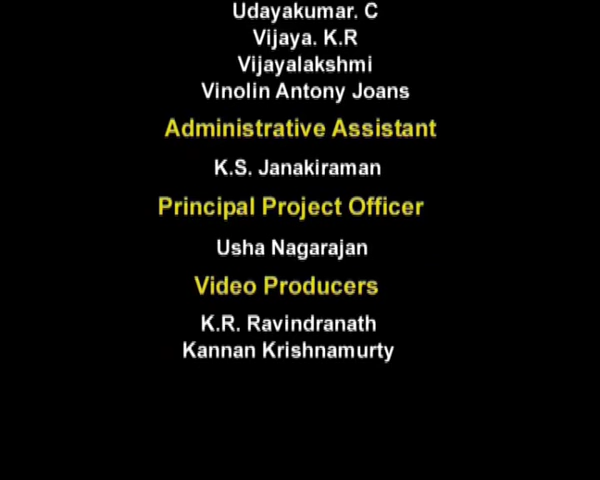 Udayakumar. C
Vijaya. K.R
Vijayalakshmi
Vinolin Antony Joans
Administrative Assistant
K.S. Janakiraman
Principal Project Officer
Usha Nagarajan
Video Producers
K.R. Ravindranath
Kannan Krishnamurty